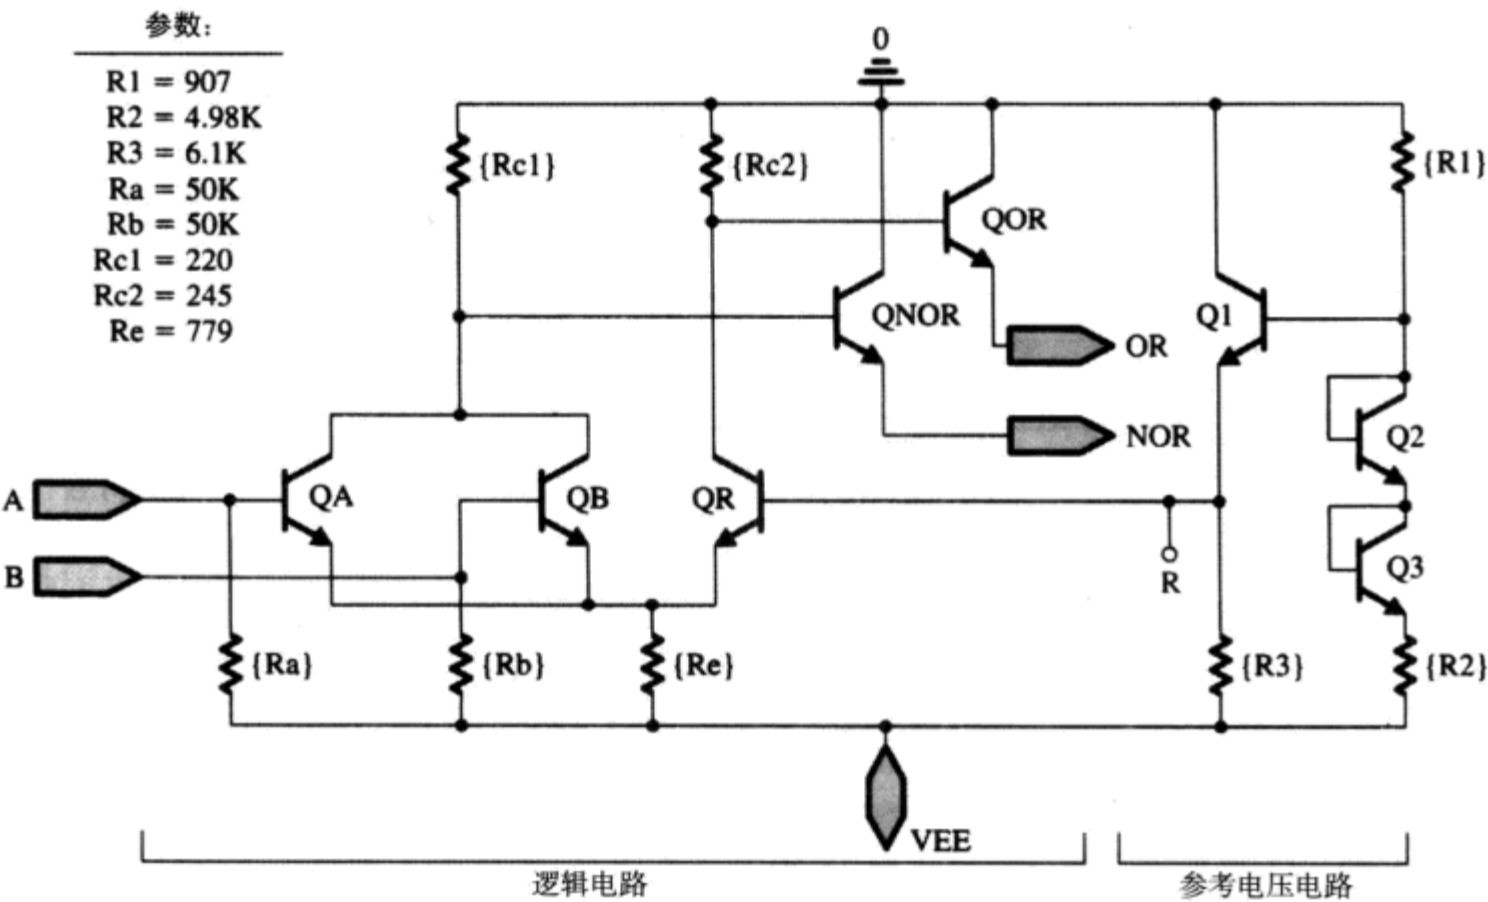 参数:
R1 = 907
R2 = 4.98K
R3 = 6.1K
Ra = 50K
Rb = 50K
Rc1 = 220
Rc2 = 245
Re = 779
0
{Rc1}
{Rc2}
{R1}
QOR
QNOR
Q1
OR
NOR
Q2
A
QA
QB
QR
B
R
Q3
{Ra}
{Rb}
{Re}
{R3}
{R2}
VEE
逻辑电路
参考电压电路